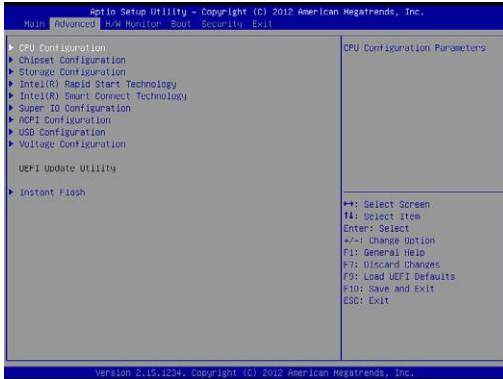 Aptio Setup Utility – Copyright (C) 2012 American Megatrends, Inc.
Main Advanced H/W Monitor Boot Security Exit
CPU Configuration
Chipset Configuration
Storage Configuration
Intel(R) Rapid Start Technology
Intel(R) Smart Connect Technology
Super IO Configuration
ACPI Configuration
USB Configuration
Voltage Configuration
UEFI Update Utility
Instant Flash
CPU Configuration Parameters
↔: Select Screen
↑↓: Select Item
Enter: Select
+/-: Change Option
F1: General Help
F7: Discard Changes
F9: Load UEFI Defaults
F10: Save and Exit
ESC: Exit
Version 2.15.1234. Copyright (C) 2012 American Megatrends, Inc.